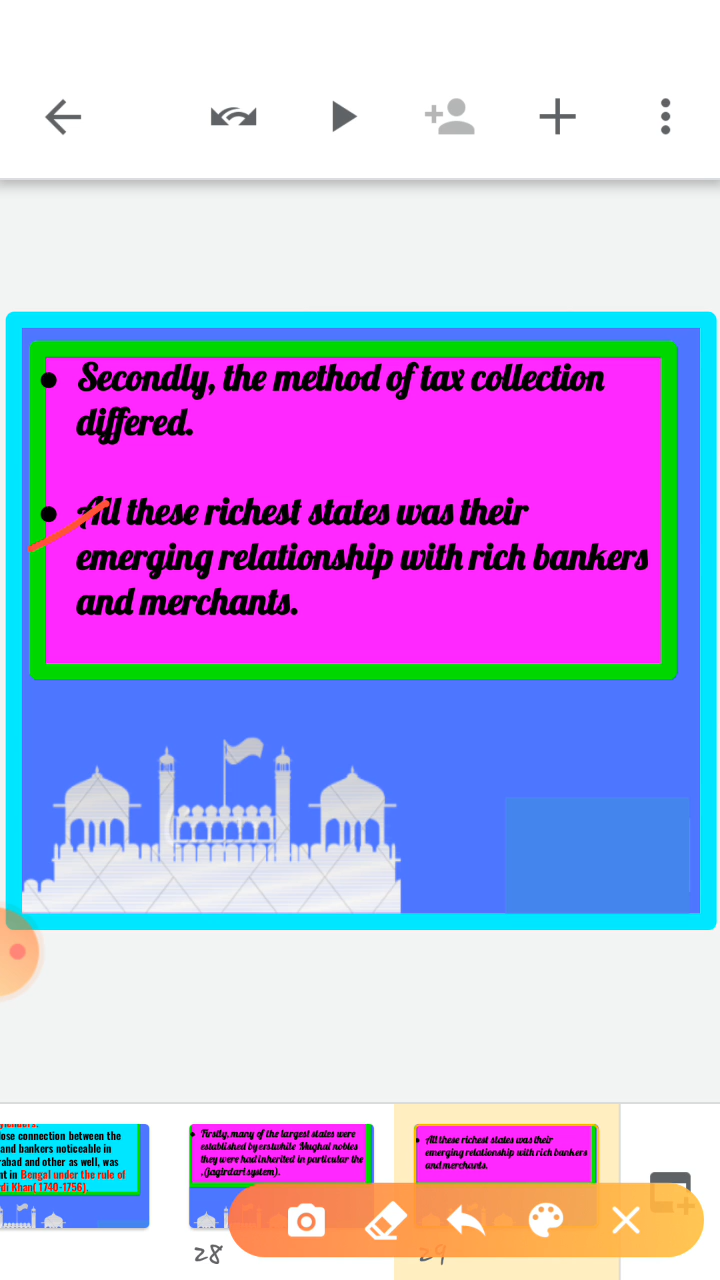 Secondly, the method of tax collection
differed.
All these richest states was their
emerging relationship with rich bankers
and merchants.
lose connection between the
and bankers noticeable in
rabad and other as well, was
nt in Bengal under the rule of
di Khan(1740-1756).
Firstly, many of the largest states were
established by erstwhile Mughal nobles
they were had inherited in particular the
,(jagirdari system).
All these richest states was their
emerging relationship with rich bankers
and merchants.
28
29